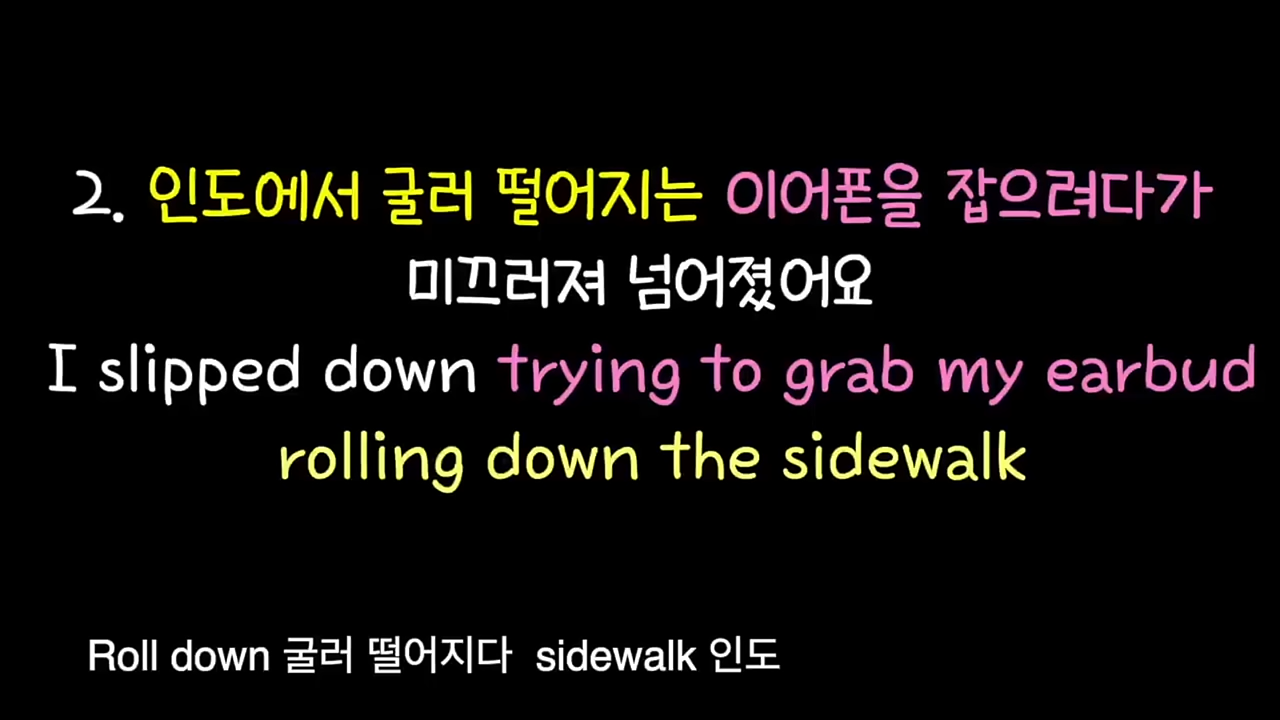 2. 인도에서 굴러 떨어지는 이어폰을 잡으려다가
미끄러져 넘어졌어요
I slipped down trying to grab my earbud
rolling down the sidewalk
Roll down 굴러 떨어지다 sidewalk 인도